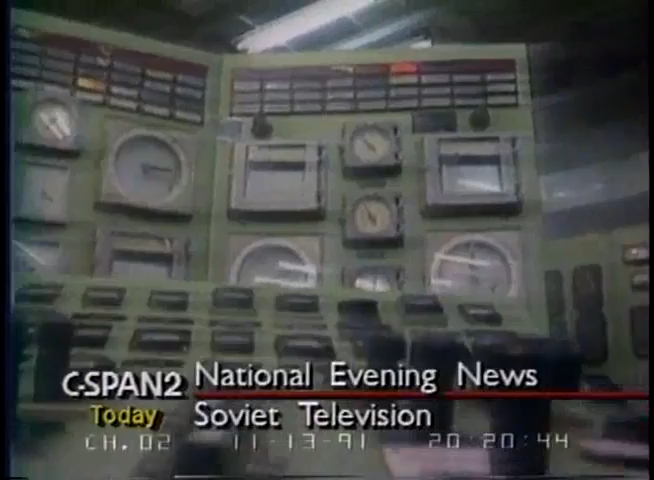 C-SPAN2 National Evening News
Today Soviet Television
CH.02 11-13-91 20:20:44